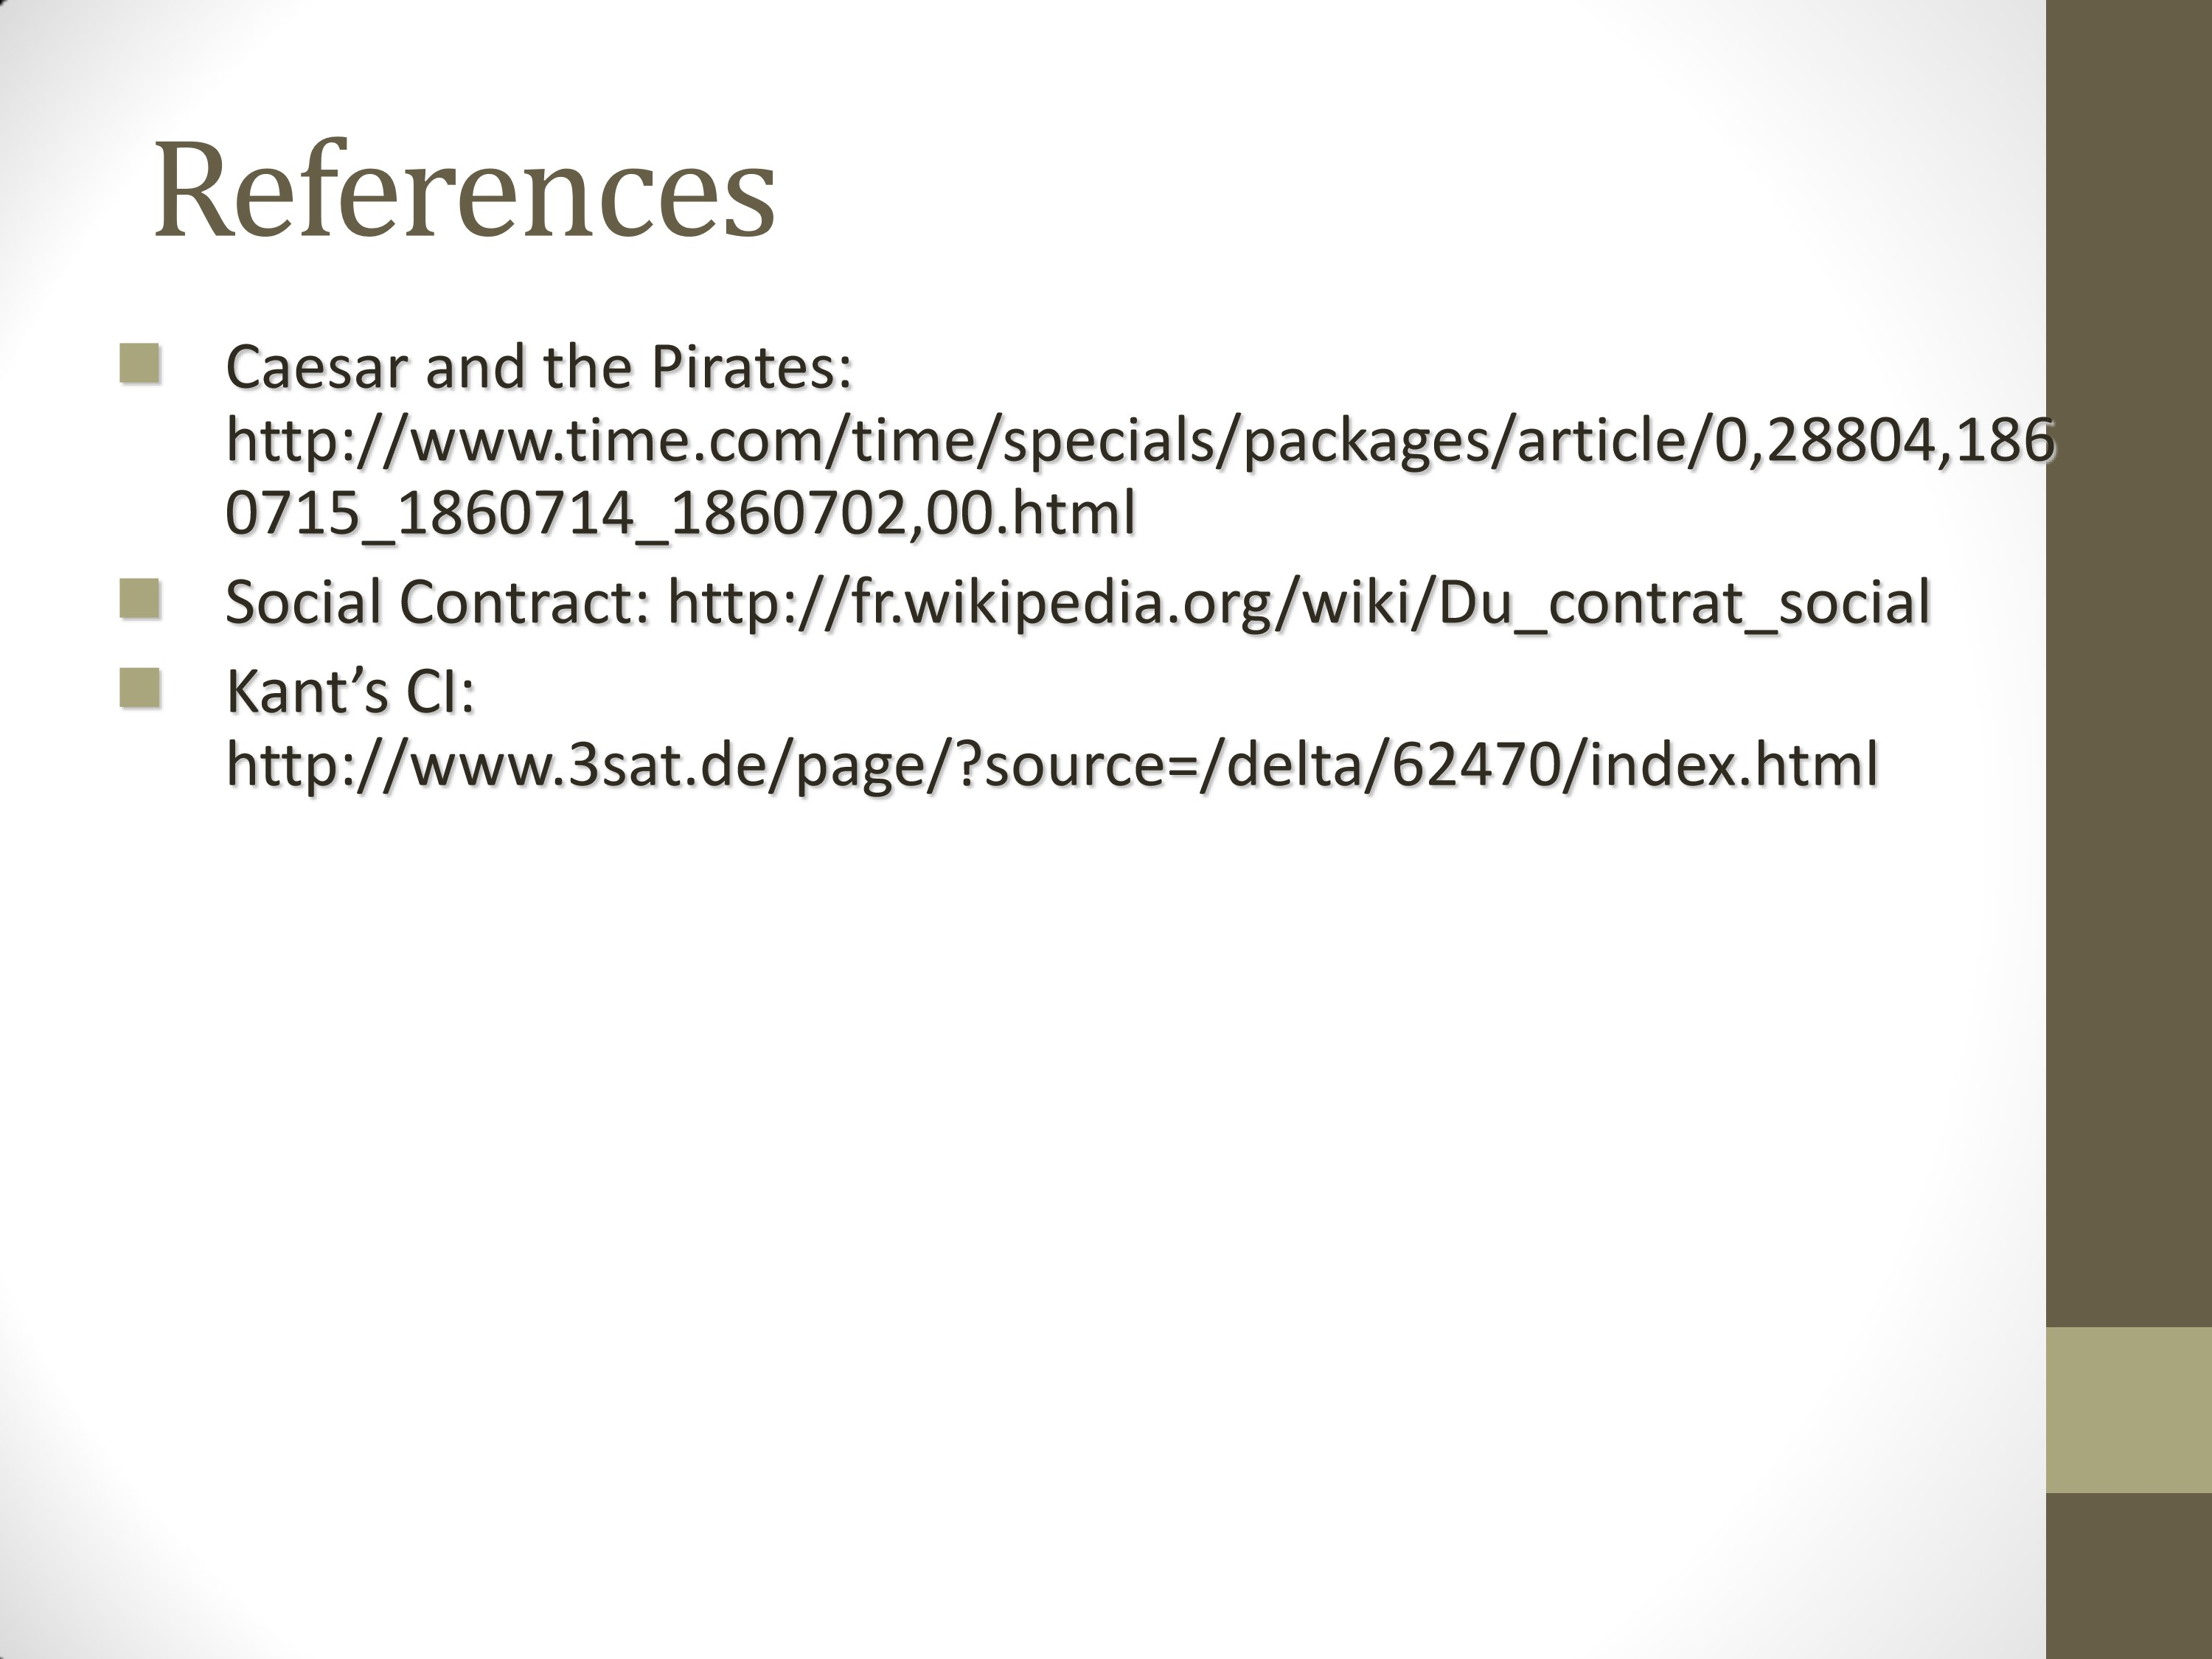 References
Caesar and the Pirates:
http://www.time.com/time/specials/packages/article/0,28804,186
0715_1860714_1860702,00.html
Social Contract: http://fr.wikipedia.org/wiki/Du_contrat_social
Kant’s CI:
http://www.3sat.de/page/?source=/delta/62470/index.html